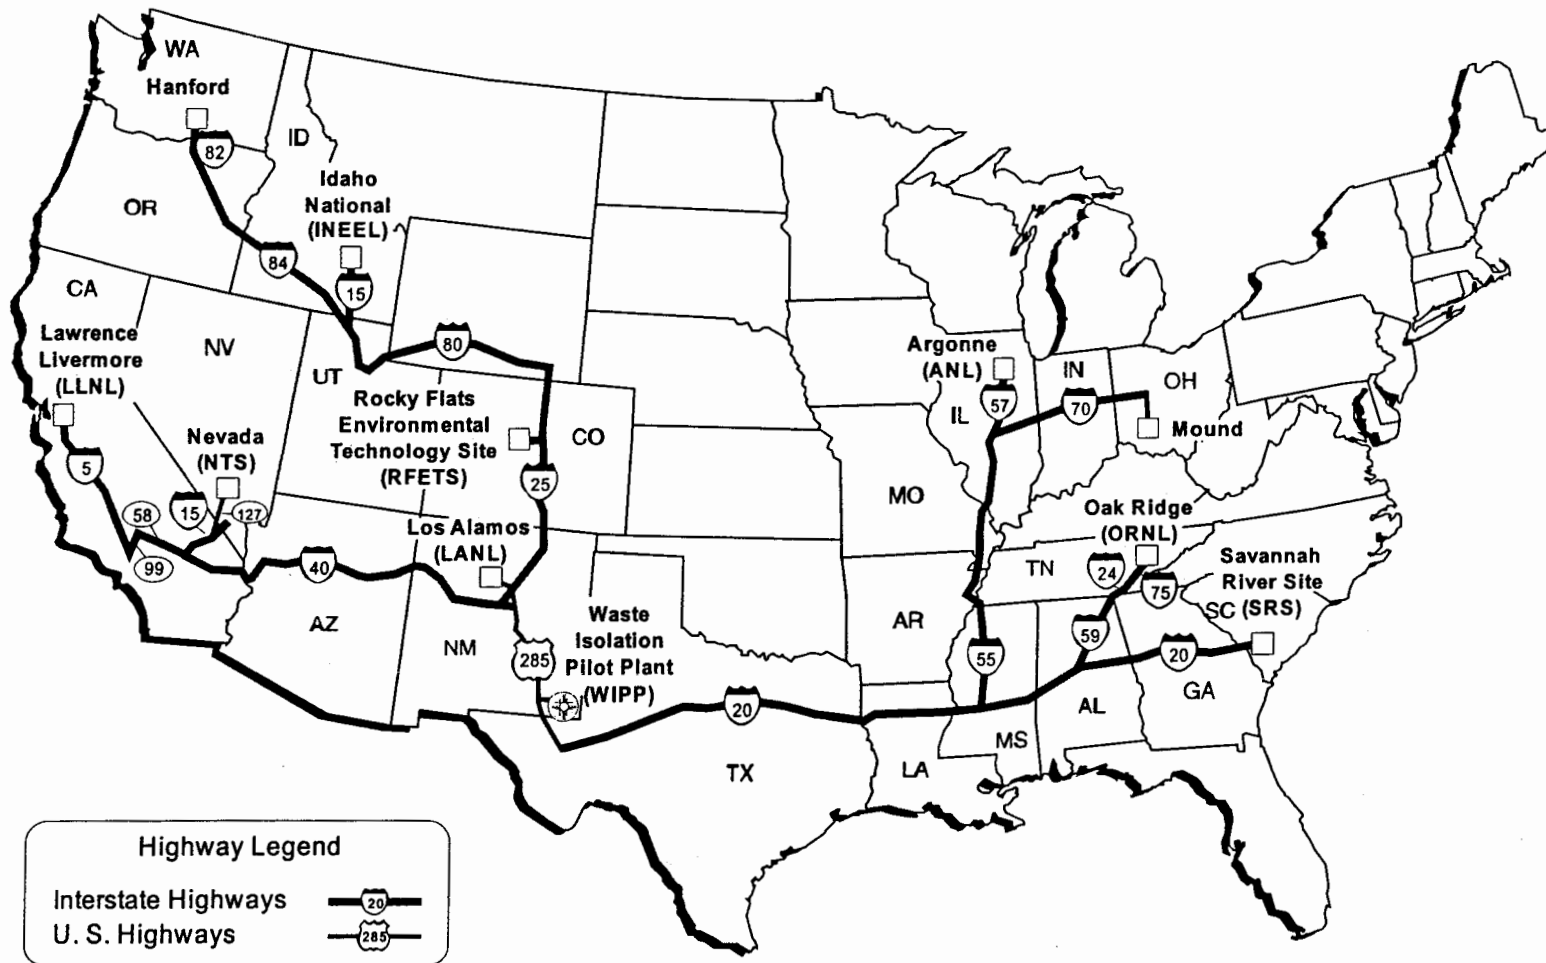 WA
Hanford
82
ID
Idaho
National
(INEEL)
OR
84
15
CA
Lawrence
Livermore
(LLNL)
NV
UT
80
Rocky Flats
Environmental
Technology Site
(RFETS)
CO
25
5
Nevada
(NTS)
15
127
58
99
40
Los Alamos
(LANL)
AZ
NM
285
Waste
Isolation
Pilot Plant
(WIPP)
20
TX
Argonne
(ANL)
IL
57
IN
70
OH
Mound
MO
Oak Ridge
(ORNL)
TN
24
75
Savannah
River Site
SC (SRS)
AR
55
59
20
GA
AL
MS
LA
Highway Legend
Interstate Highways
20
U. S. Highways
285